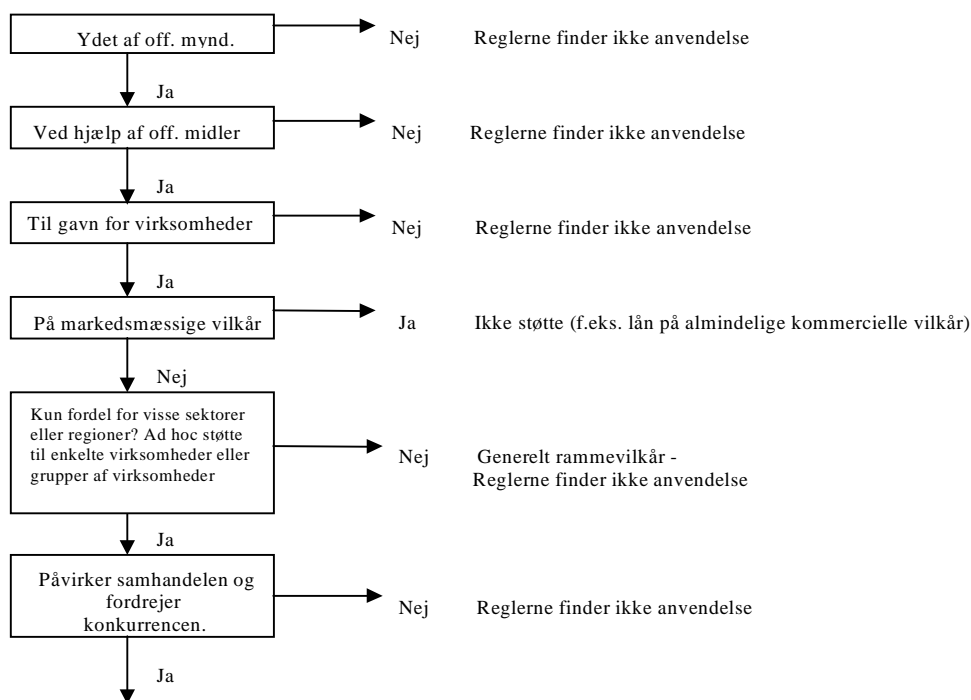 Ydet af off. mynd.
Nej Reglerne finder ikke anvendelse
Ja
Ved hjælp af off. midler
Nej Reglerne finder ikke anvendelse
Ja
Til gavn for virksomheder
Nej Reglerne finder ikke anvendelse
Ja
På markedsmæssige vilkår
Ja Ikke støtte (f.eks. lån på almindelige kommercielle vilkår)
Nej
Kun fordel for visse sektorer
eller regioner? Ad hoc støtte
til enkelte virksomheder eller
grupper af virksomheder
Nej Generelt rammevilkår -
Reglerne finder ikke anvendelse
Ja
Påvirker samhandelen og
fordrejer
konkurrencen.
Nej Reglerne finder ikke anvendelse
Ja